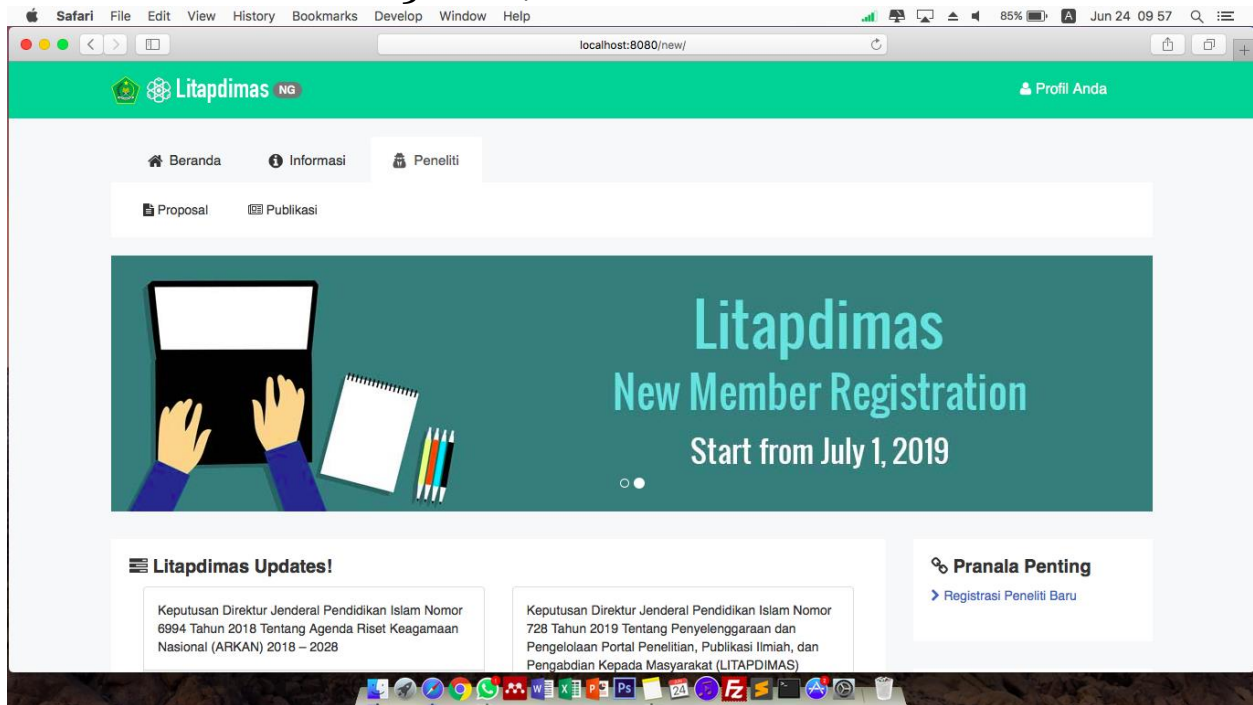 Safari File Edit View History Bookmarks Develop Window Help 85% A Jun 24 09 57
localhost:8080/new/
Litapdimas NG Profil Anda
Beranda Informasi Peneliti
Proposal Publikasi
Litapdimas
New Member Registration
Start from July 1, 2019
Litapdimas Updates!
Keputusan Direktur Jenderal Pendidikan Islam Nomor
6994 Tahun 2018 Tentang Agenda Riset Keagamaan
Nasional (ARKAN) 2018 – 2028
Keputusan Direktur Jenderal Pendidikan Islam Nomor
728 Tahun 2019 Tentang Penyelenggaraan dan
Pengelolaan Portal Penelitian, Publikasi Ilmiah, dan
Pengabdian Kepada Masyarakat (LITAPDIMAS)
Pranala Penting
Registrasi Peneliti Baru
24
Ps
Fz